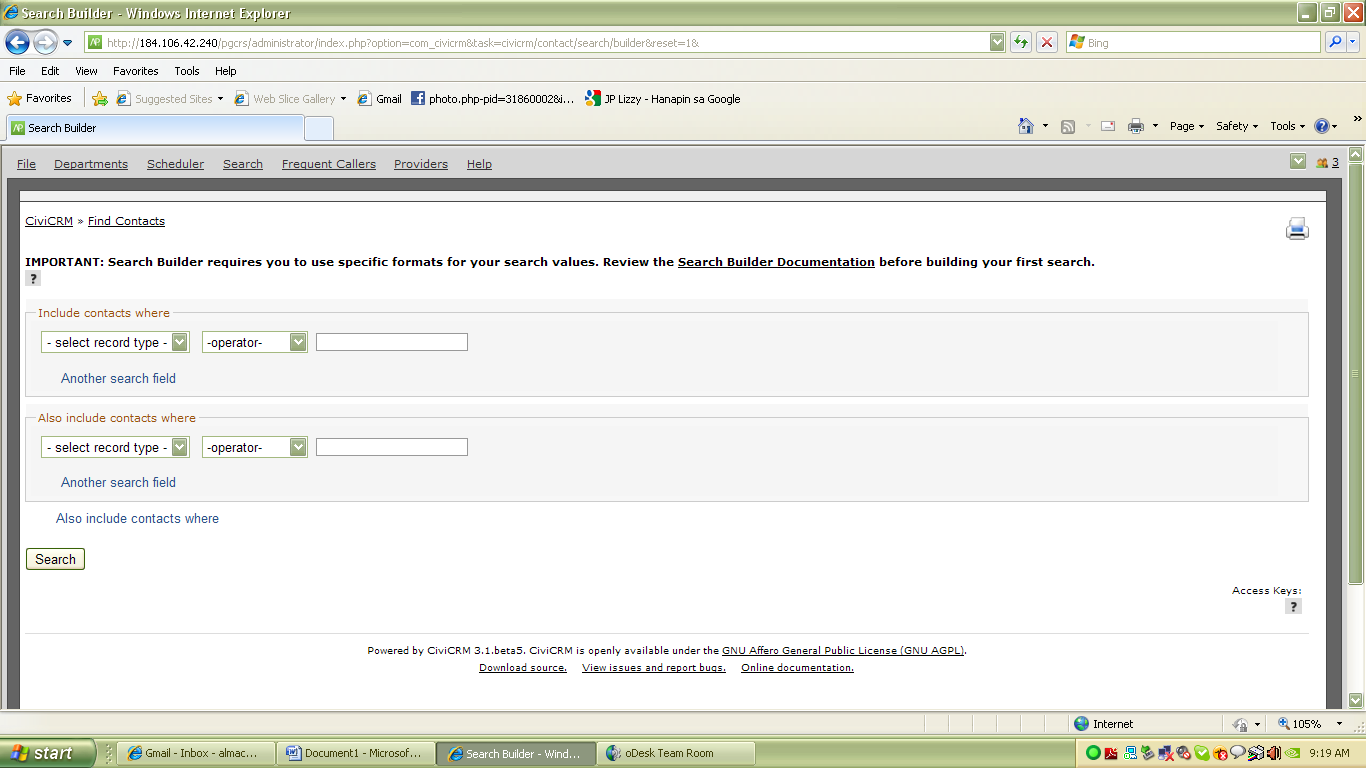 Search Builder - Windows Internet Explorer
http://184.106.42.240/pgcrs/administrator/index.php?option=com_civicrm&task=civicrm/contact/search/builder&reset=1&
Bing
File Edit View Favorites Tools Help
Favorites Suggested Sites Web Slice Gallery Gmail photo.php-pid=31860002&i... JP Lizzy - Hanapin sa Google
Search Builder
Page Safety Tools
File Departments Scheduler Search Frequent Callers Providers Help
3
CiviCRM » Find Contacts
IMPORTANT: Search Builder requires you to use specific formats for your search values. Review the Search Builder Documentation before building your first search.
?
Include contacts where
- select record type - -operator-
Another search field
Also include contacts where
- select record type - -operator-
Another search field
Also include contacts where
Search
Access Keys:
?
Powered by CiviCRM 3.1.beta5. CiviCRM is openly available under the GNU Affero General Public License (GNU AGPL).
Download source. View issues and report bugs. Online documentation.
Internet 105%
start Gmail - Inbox - almac... Document1 - Microsof... Search Builder - Wind... oDesk Team Room 9:19 AM